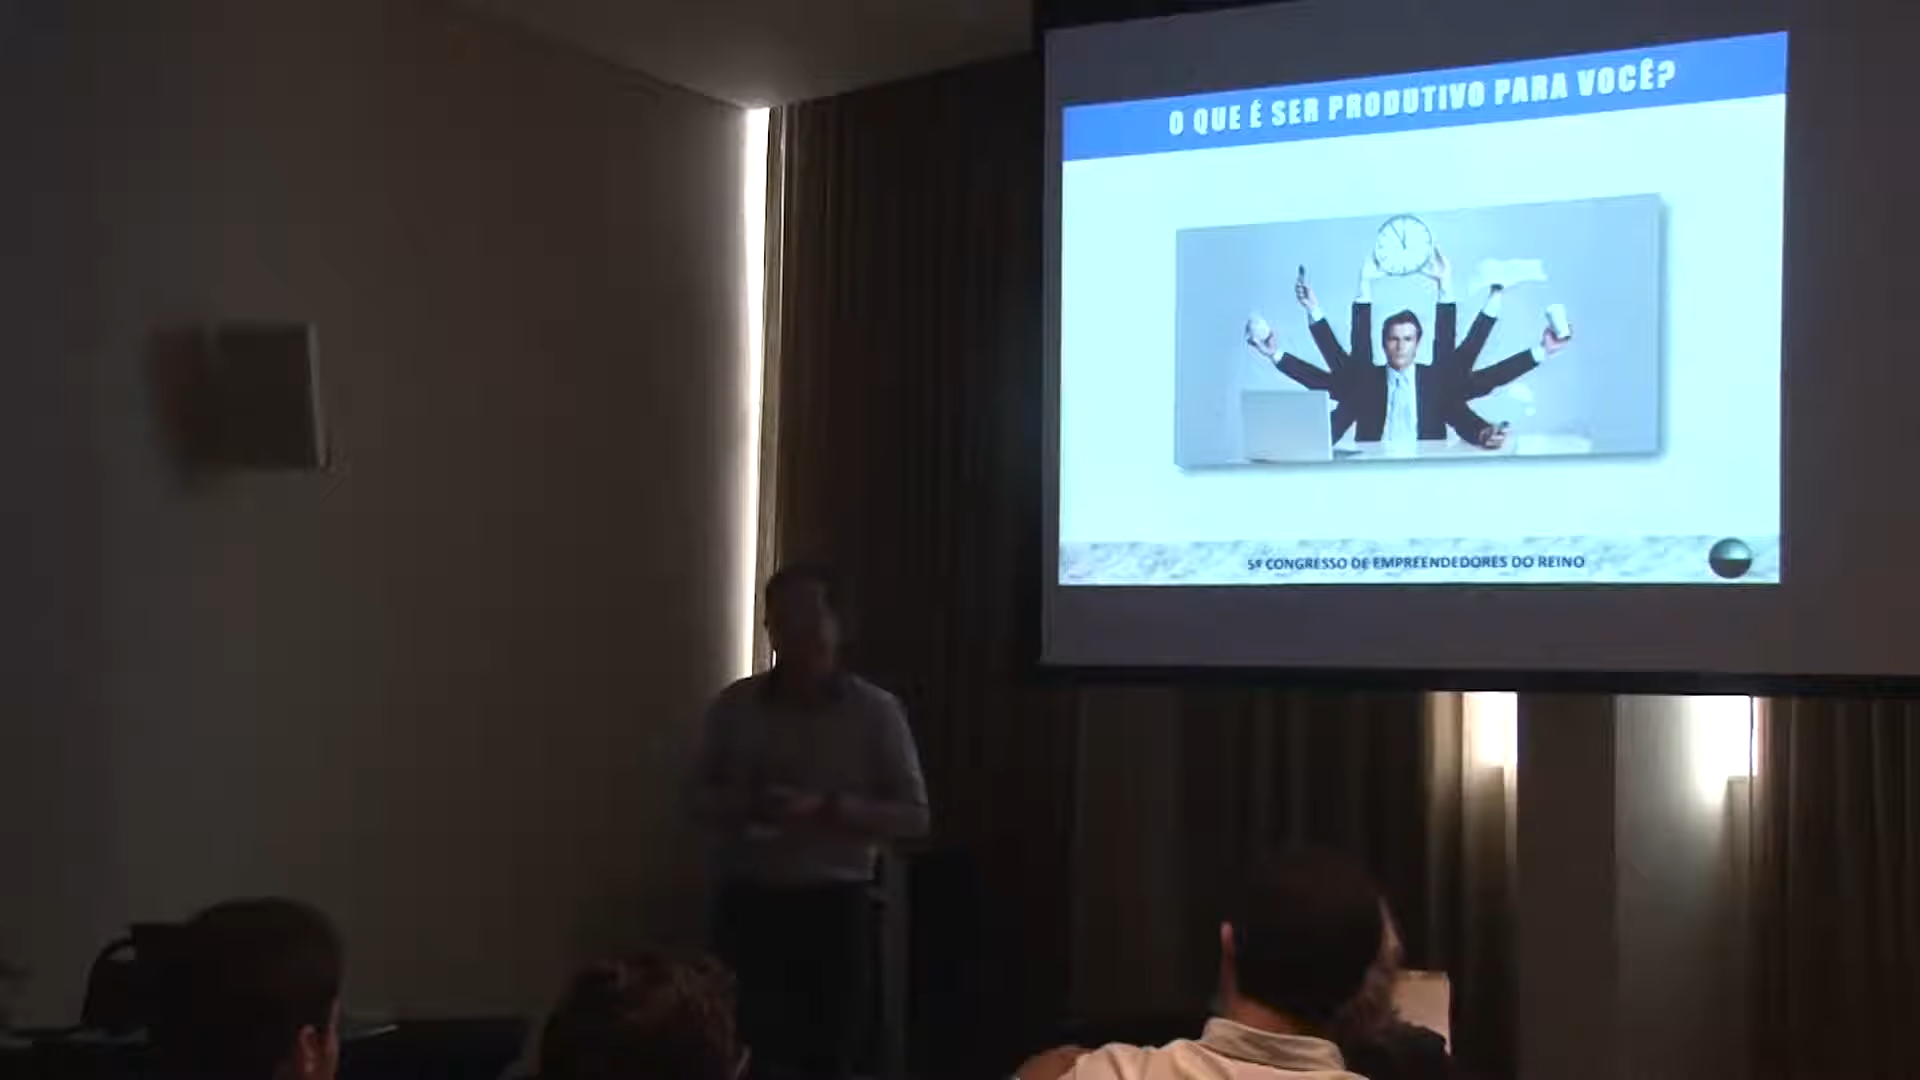 O QUE É SER PRODUTIVO PARA VOCÊ?
5º CONGRESSO DE EMPREENDEDORES DO REINO